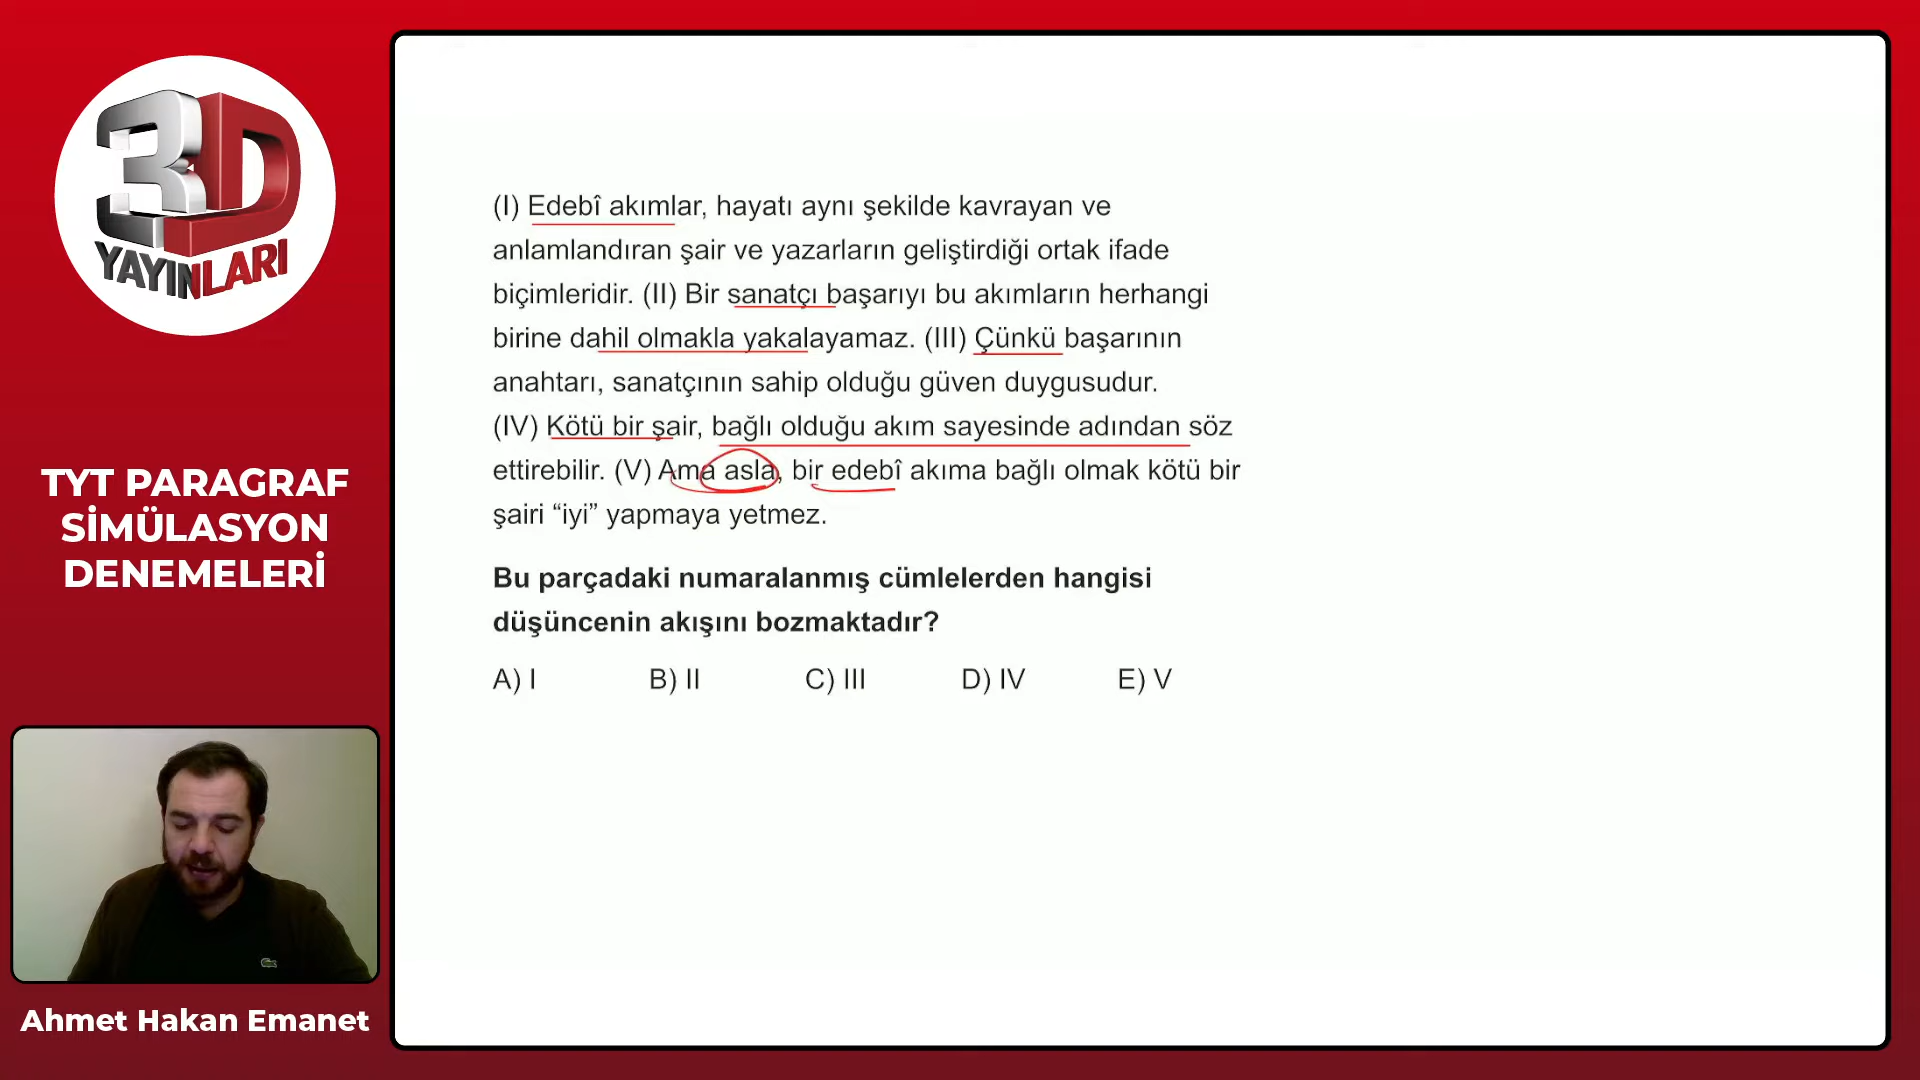 3D
YAYINLARI
TYT PARAGRAF
SİMÜLASYON
DENEMELERİ
Ahmet Hakan Emanet
(I) Edebî akımlar, hayatı aynı şekilde kavrayan ve
anlamlandıran şair ve yazarların geliştirdiği ortak ifade
biçimleridir. (II) Bir sanatçı başarıyı bu akımların herhangi
birine dahil olmakla yakalayamaz. (III) Çünkü başarının
anahtarı, sanatçının sahip olduğu güven duygusudur.
(IV) Kötü bir şair, bağlı olduğu akım sayesinde adından söz
ettirebilir. (V) Ama asla, bir edebî akıma bağlı olmak kötü bir
şairi “iyi” yapmaya yetmez.
Bu parçadaki numaralanmış cümlelerden hangisi
düşüncenin akışını bozmaktadır?
A) I B) II C) III D) IV E) V